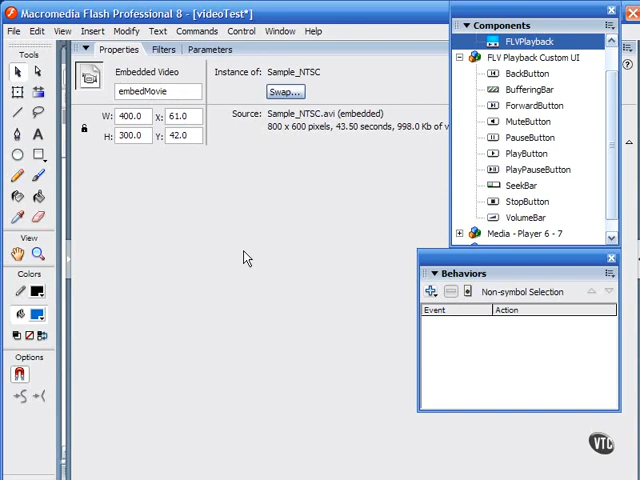 Macromedia Flash Professional 8 - [videoTest*]
File Edit View Insert Modify Text Commands Control Window Help
Tools
View
Colors
Options
Properties Filters Parameters
Embedded Video
embedMovie
Instance of: Sample_NTSC
Swap...
W: 400.0 X: 61.0
H: 300.0 Y: 42.0
Source: Sample_NTSC.avi (embedded)
800 x 600 pixels, 43.50 seconds, 998.0 Kb of v
Components
FLVPlayback
FLV Playback Custom UI
BackButton
BufferingBar
ForwardButton
MuteButton
PauseButton
PlayButton
PlayPauseButton
SeekBar
StopButton
VolumeBar
Media - Player 6 - 7
Behaviors
Non-symbol Selection
Event Action
VTC